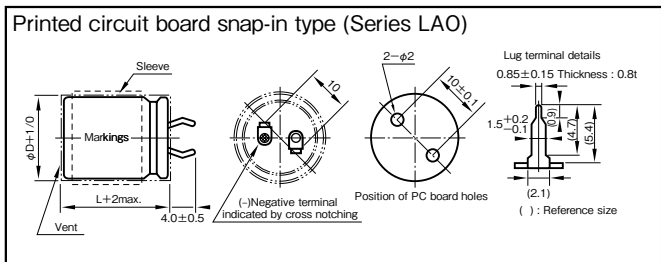 Printed circuit board snap-in type (Series LAO)
Sleeve
φD+1/0
Markings
L+2max.
4.0±0.5
Vent
10
(-)Negative terminal
indicated by cross notching
2-φ2
10±0.1
Position of PC board holes
Lug terminal details
0.85±0.15 Thickness : 0.8t
1.5+0.2
-0.1
(0.9)
(4.7)
(5.4)
(2.1)
( ) : Reference size